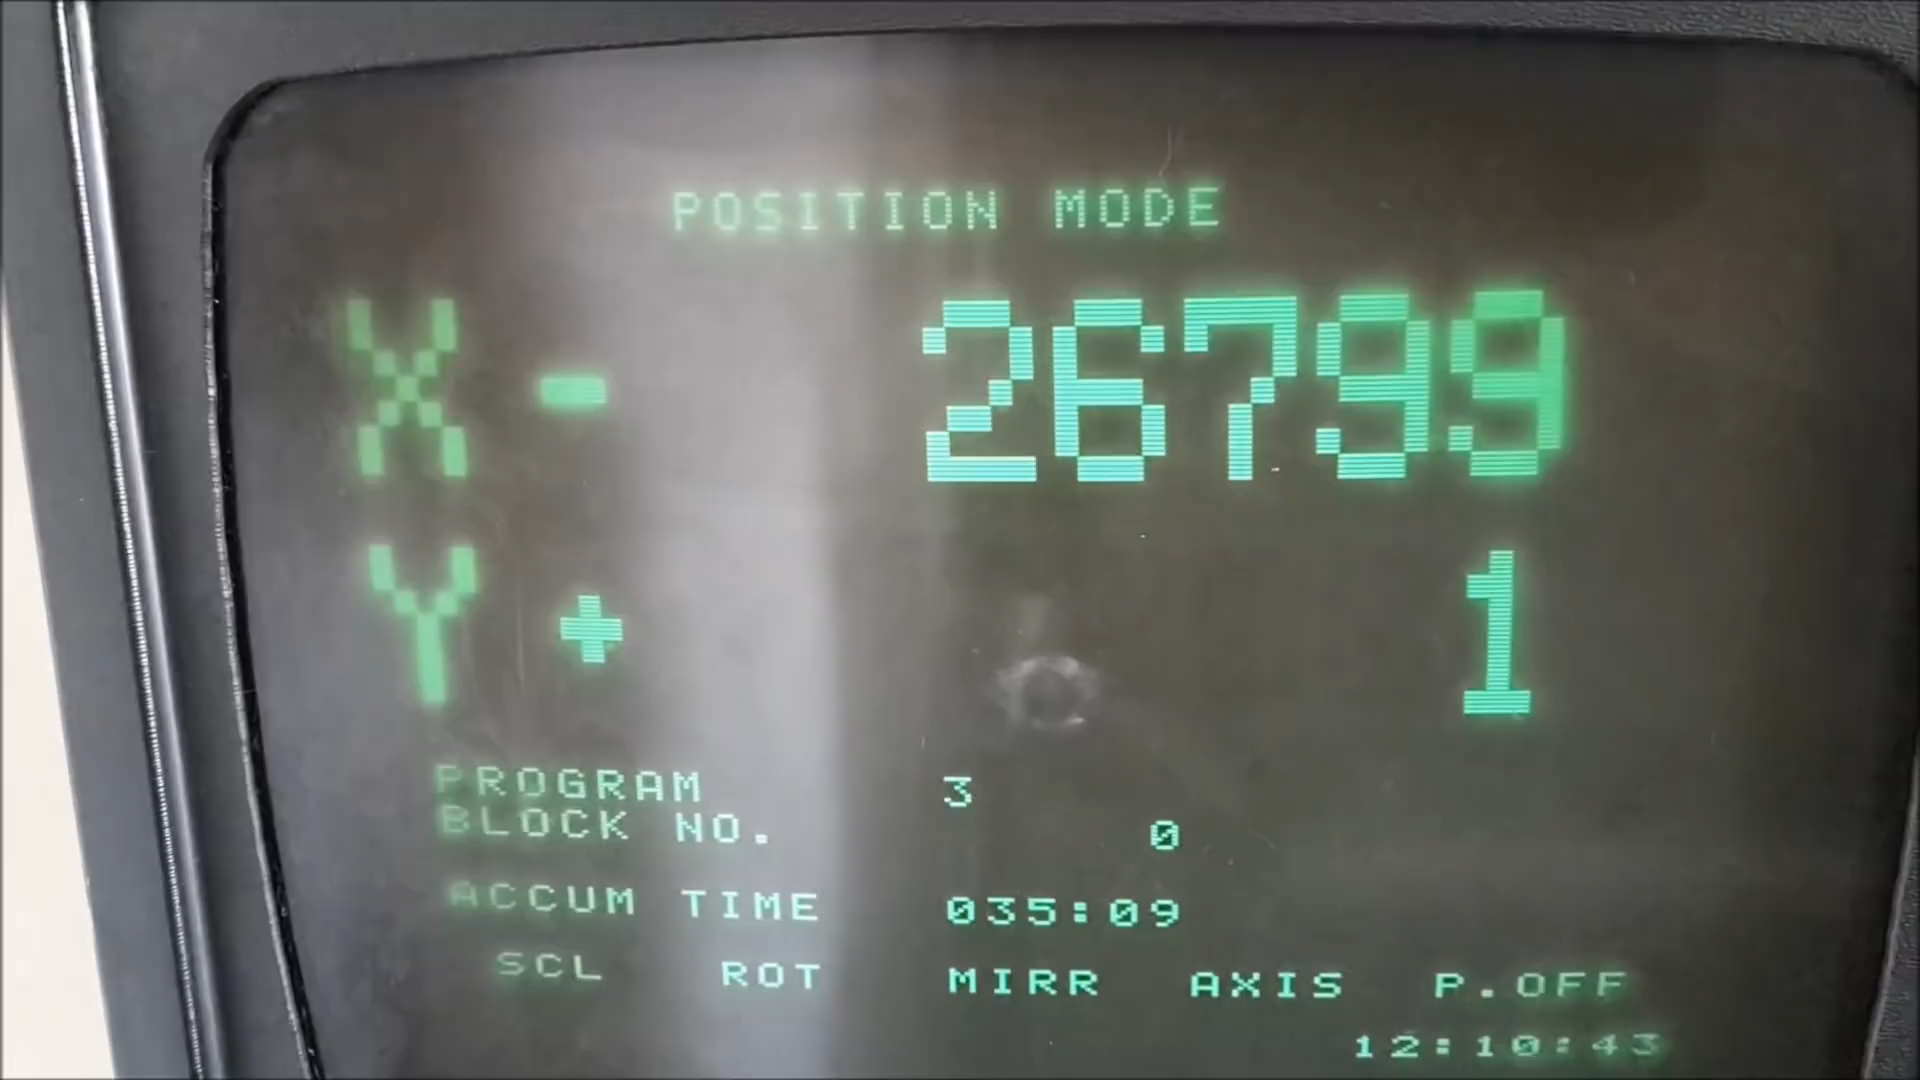 POSITION MODE
X - 26799
Y + 1
PROGRAM 3
BLOCK NO. 0
ACCUM TIME 035:09
SCL ROT MIRR AXIS P.OFF
12:10:43